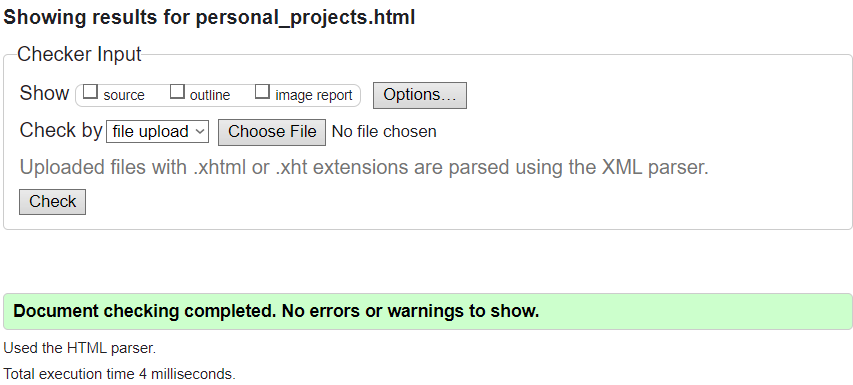 Showing results for personal_projects.html
Checker Input
Show source outline image report Options...
Check by file upload Choose File No file chosen
Uploaded files with .xhtml or .xht extensions are parsed using the XML parser.
Check
Document checking completed. No errors or warnings to show.
Used the HTML parser.
Total execution time 4 milliseconds.